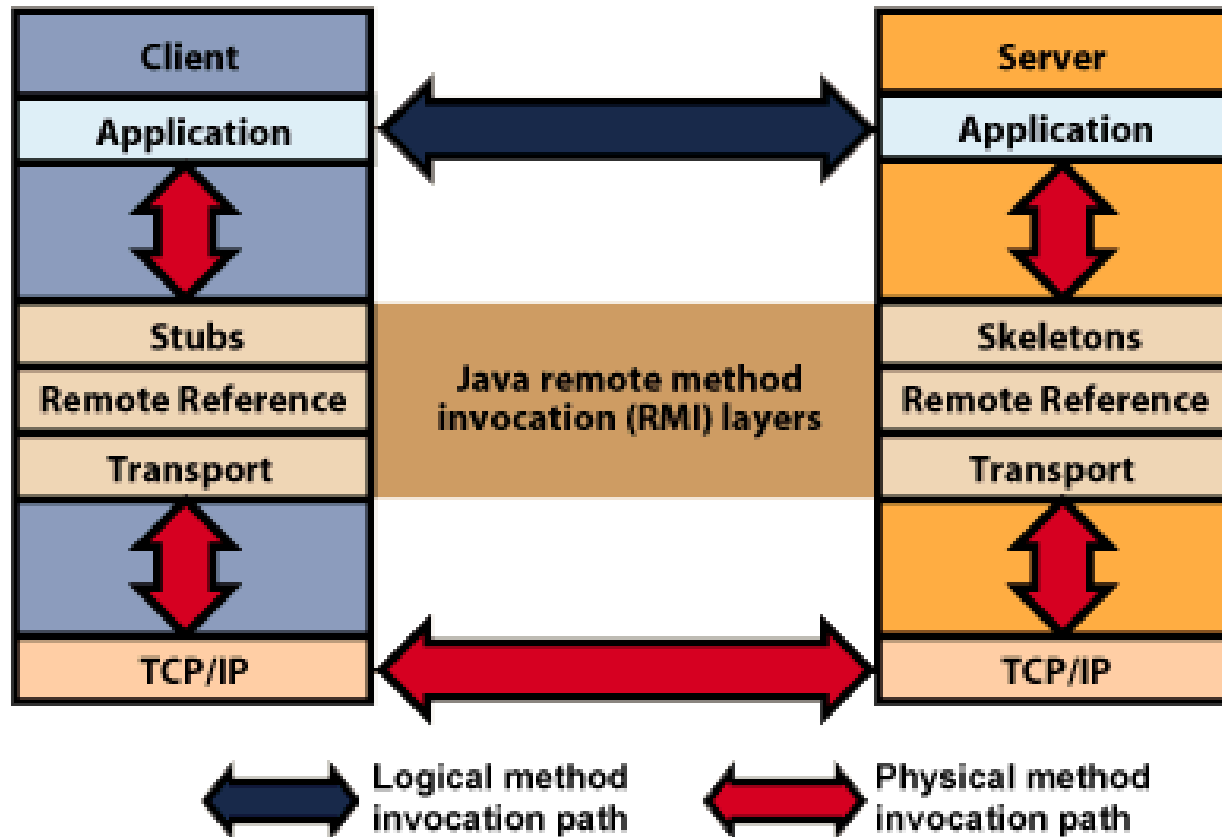 Client
Application
Stubs
Remote Reference
Transport
TCP/IP
Java remote method
invocation (RMI) layers
Server
Application
Skeletons
Remote Reference
Transport
TCP/IP
Logical method
invocation path
Physical method
invocation path